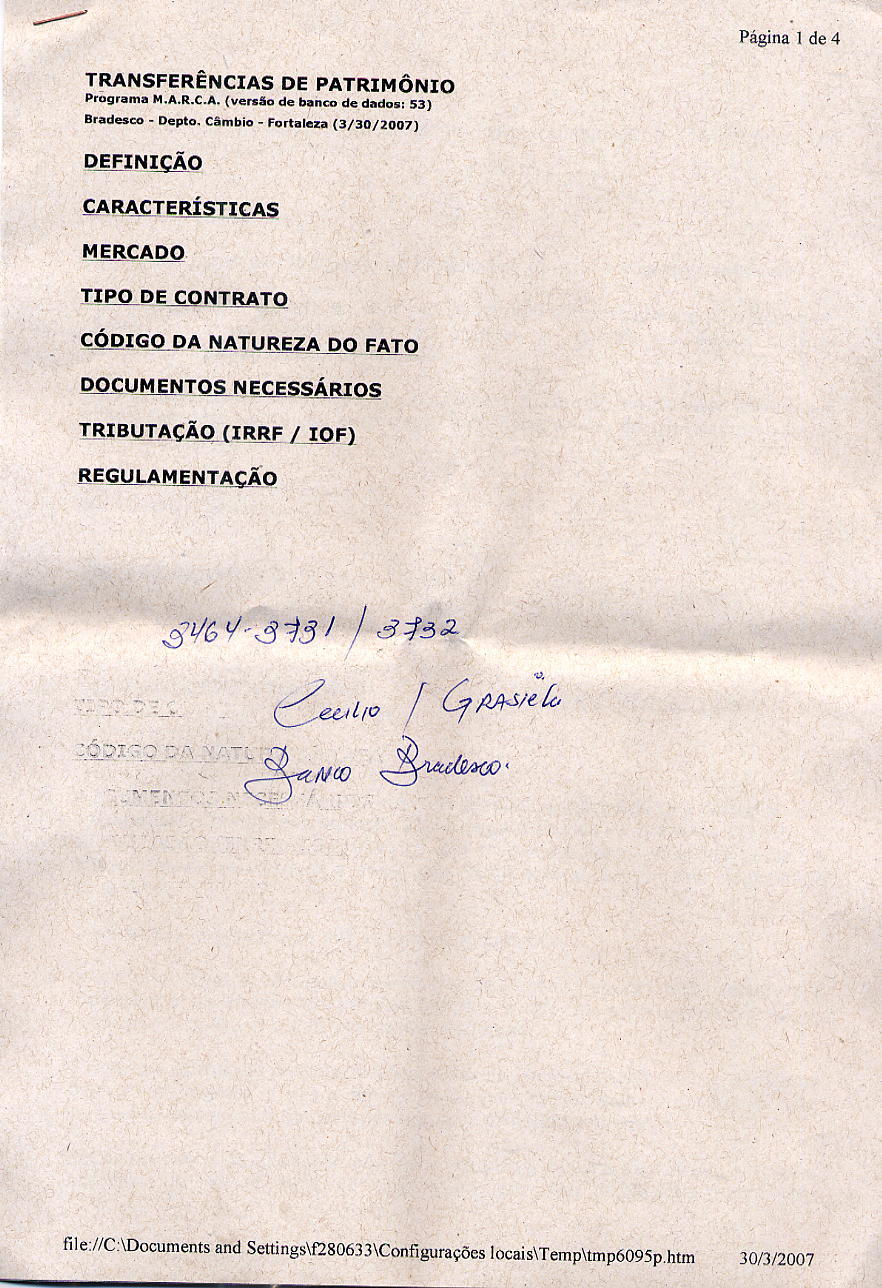 Página 1 de 4
TRANSFERÊNCIAS DE PATRIMÔNIO
Programa M.A.R.C.A. (versão de banco de dados: 53)
Bradesco - Depto. Câmbio - Fortaleza (3/30/2007)
DEFINIÇÃO
CARACTERÍSTICAS
MERCADO
TIPO DE CONTRATO
CÓDIGO DA NATUREZA DO FATO
DOCUMENTOS NECESSÁRIOS
TRIBUTAÇÃO (IRRF / IOF)
REGULAMENTAÇÃO
3464-3731 / 3732
Cecilio / GRASiela
Banco Bradesco.
file://C:\Documents and Settings\f280633\Configurações locais\Temp\tmp6095p.htm 30/3/2007